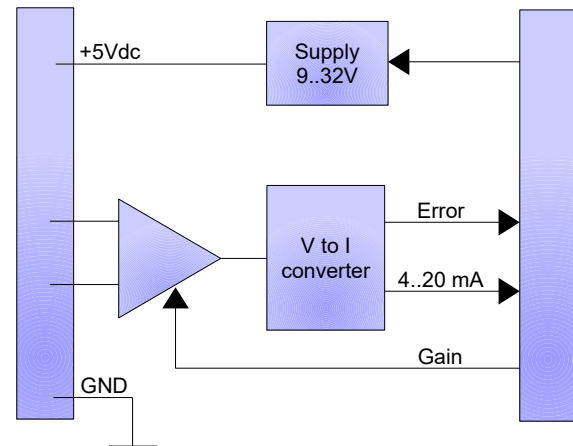 +5Vdc
Supply
9..32V
Error
V to I
converter
4..20 mA
Gain
GND